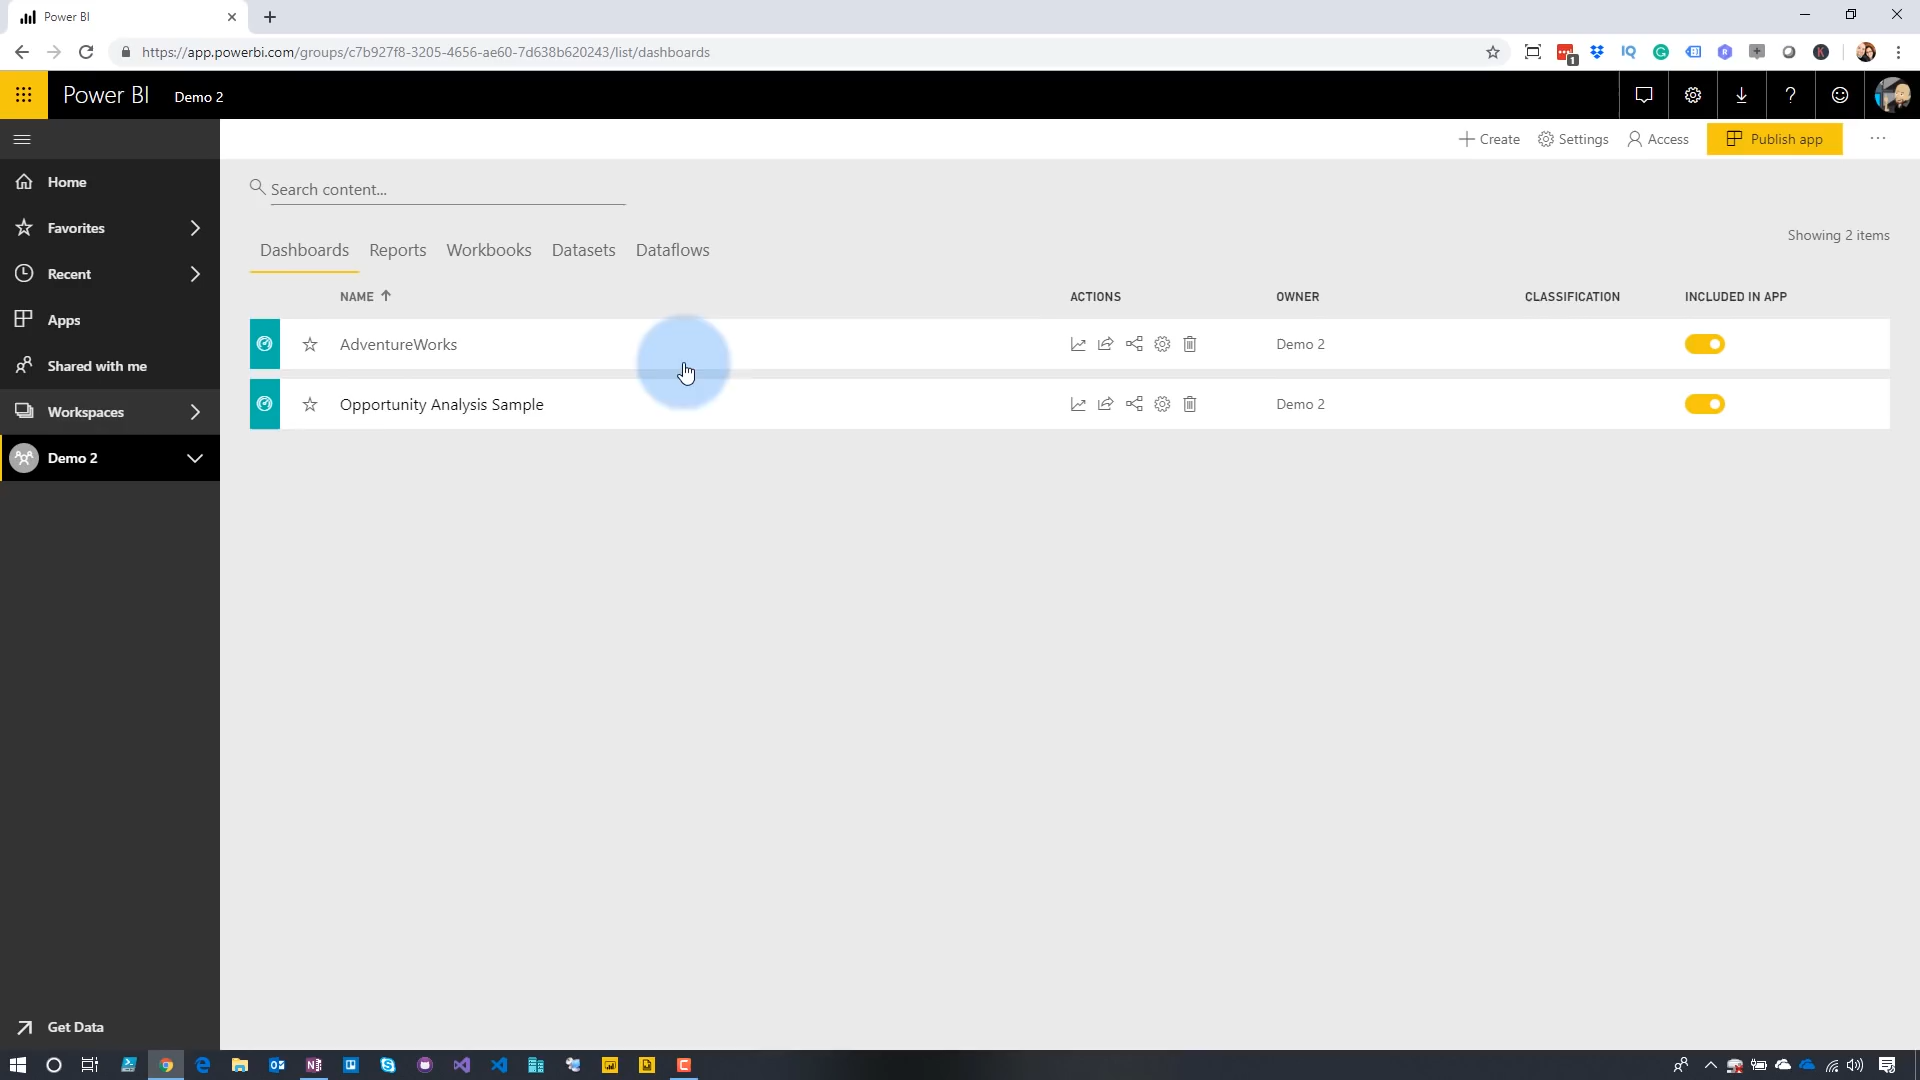 Power BI
https://app.powerbi.com/groups/c7b927f8-3205-4656-ae60-7d638b620243/list/dashboards
IQ
1
Power BI Demo 2
Create Settings Access Publish app
Home
Favorites
Recent
Apps
Shared with me
Workspaces
Demo 2
Get Data
Search content...
Showing 2 items
Dashboards Reports Workbooks Datasets Dataflows
NAME ACTIONS OWNER CLASSIFICATION INCLUDED IN APP
AdventureWorks Demo 2
Opportunity Analysis Sample Demo 2